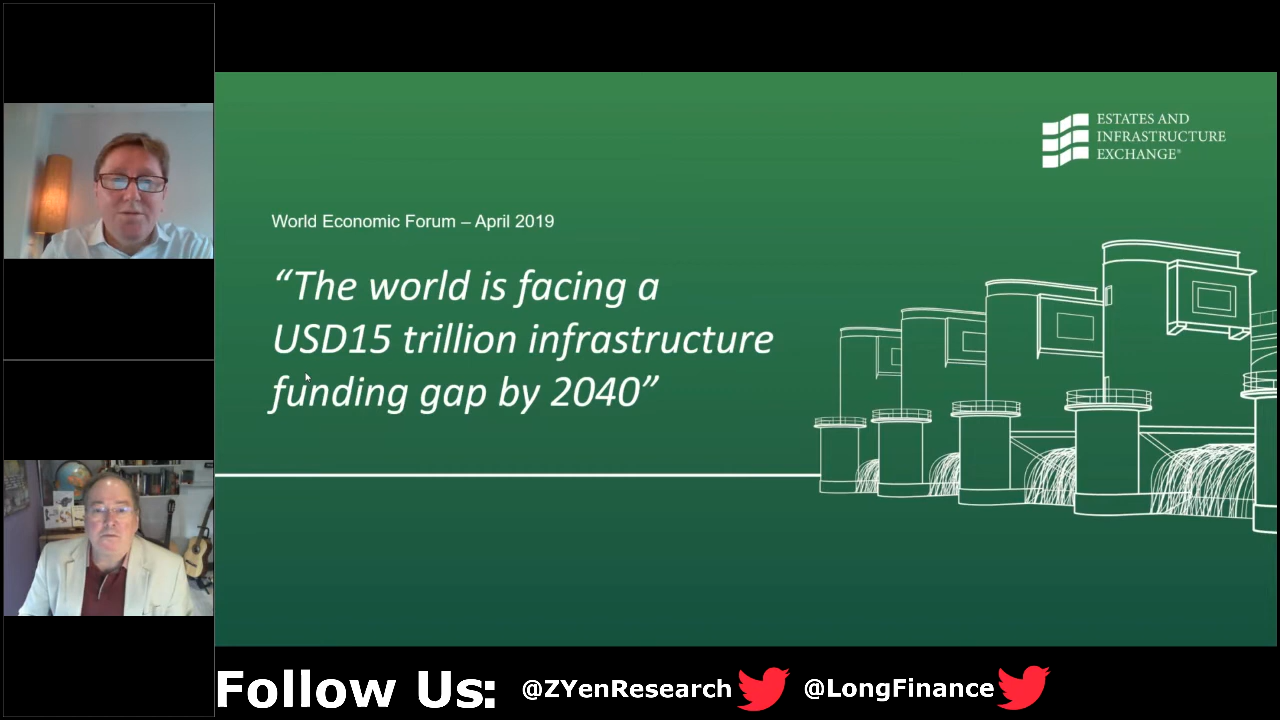 ESTATES AND
INFRASTRUCTURE
EXCHANGE®
World Economic Forum – April 2019
“The world is facing a
USD15 trillion infrastructure
funding gap by 2040”
Follow Us: @ZYenResearch @LongFinance